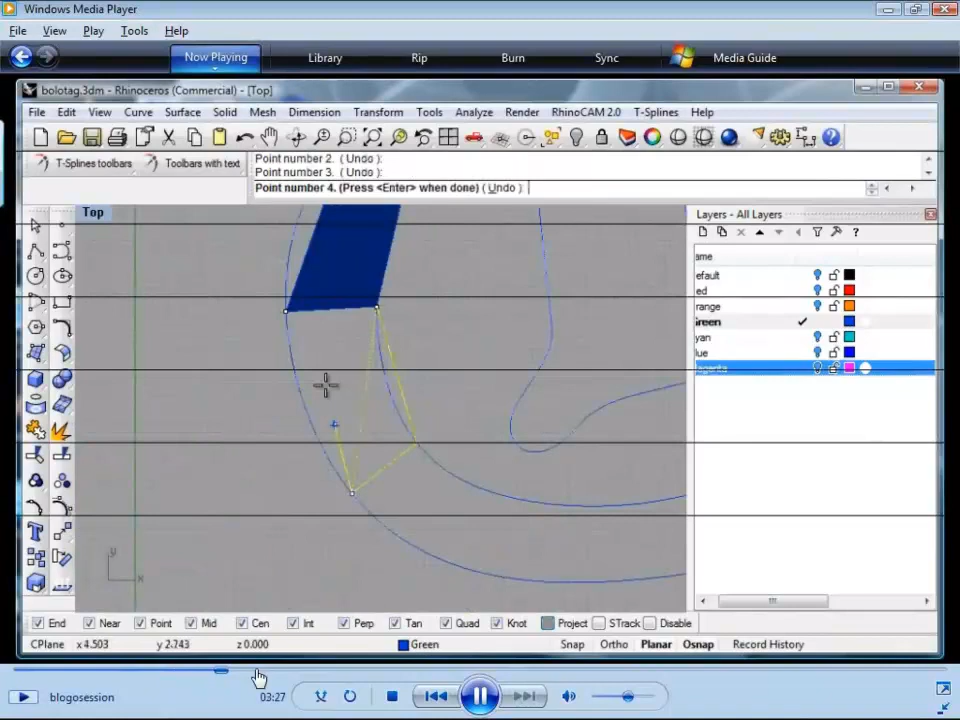 Windows Media Player
File View Play Tools Help
Now Playing Library Rip Burn Sync Media Guide
bolotag.3dm - Rhinoceros (Commercial) - [Top]
File Edit View Curve Surface Solid Mesh Dimension Transform Tools Analyze Render RhinoCAM 2.0 T-Splines Help
T-Splines toolbars Toolbars with text
Point number 2. ( Undo ):
Point number 3. ( Undo ):
Point number 4. (Press <Enter> when done) ( Undo ):
Top
Layers - All Layers
ame
efault
ed
range
reen
yan
lue
agenta
y
x
End Near Point Mid Cen Int Perp Tan Quad Knot Project STrack Disable
CPlane x 4.503 y 2.743 z 0.000 Green Snap Ortho Planar Osnap Record History
blogosession 03:27